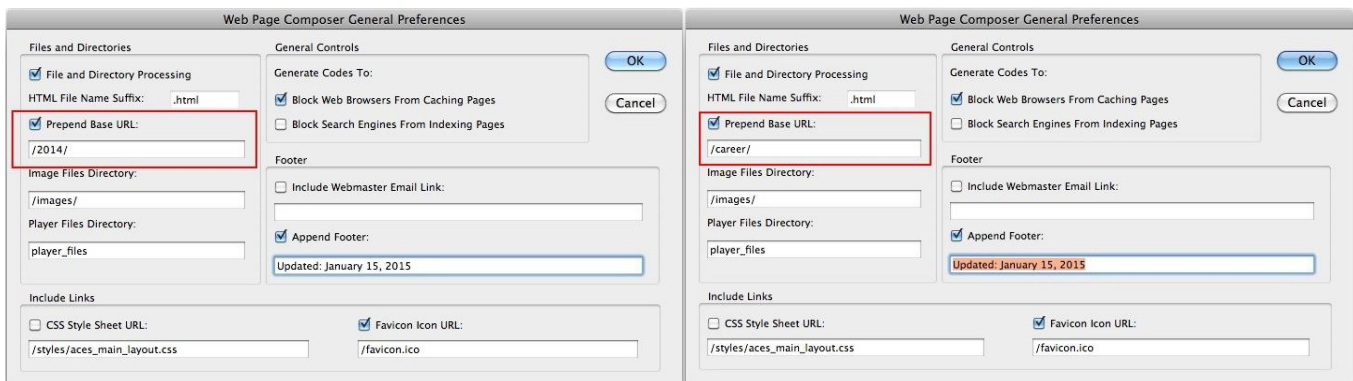 Web Page Composer General Preferences
Files and Directories
File and Directory Processing
HTML File Name Suffix: .html
Prepend Base URL:
/2014/
Image Files Directory:
/images/
Player Files Directory:
player_files
General Controls
Generate Codes To:
Block Web Browsers From Caching Pages
Block Search Engines From Indexing Pages
OK
Cancel
Footer
Include Webmaster Email Link:
Append Footer:
Updated: January 15, 2015
Include Links
CSS Style Sheet URL:
/styles/aces_main_layout.css
Favicon Icon URL:
/favicon.ico
Web Page Composer General Preferences
Files and Directories
File and Directory Processing
HTML File Name Suffix: .html
Prepend Base URL:
/career/
Image Files Directory:
/images/
Player Files Directory:
player_files
General Controls
Generate Codes To:
Block Web Browsers From Caching Pages
Block Search Engines From Indexing Pages
OK
Cancel
Footer
Include Webmaster Email Link:
Append Footer:
Updated: January 15, 2015
Include Links
CSS Style Sheet URL:
/styles/aces_main_layout.css
Favicon Icon URL:
/favicon.ico